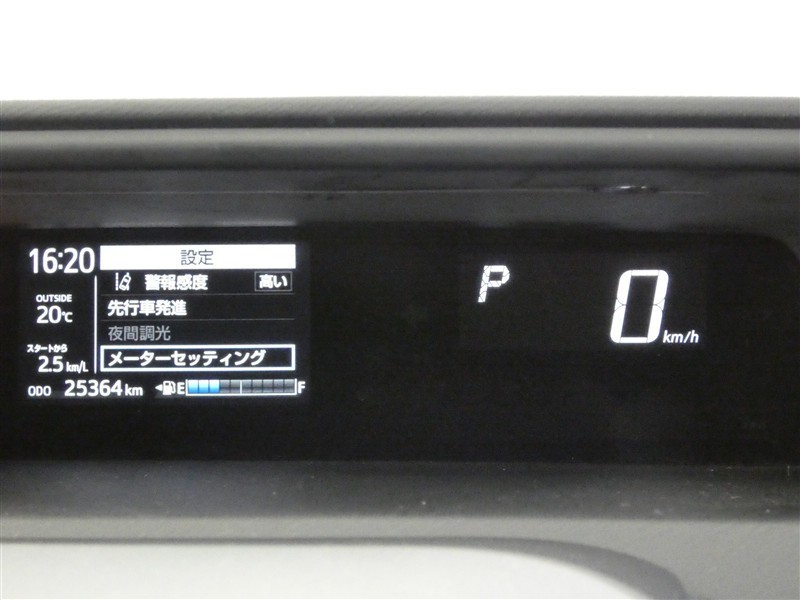 16:20
設定
警報感度 高い
先行車発進
夜間調光
メーターセッティング
OUTSIDE
20℃
スタートから
2.5 km/L
ODO 25364 km
E F
P
0 km/h